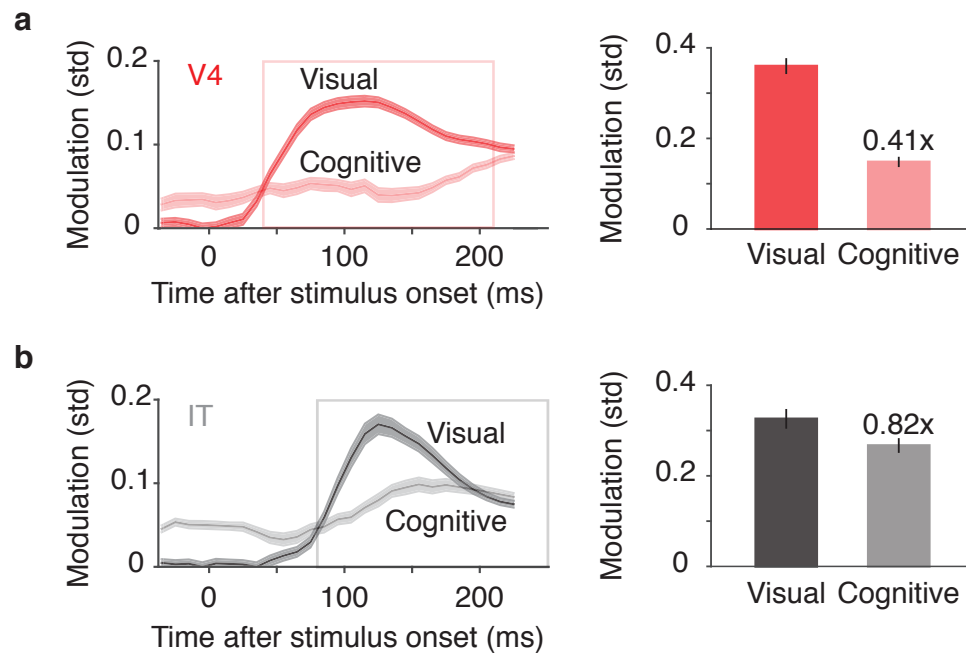 a
0.2
0.1
0
Modulation (std)
V4
Visual
Cognitive
0
100
200
Time after stimulus onset (ms)
0.4
0.2
0
Modulation (std)
0.41x
Visual Cognitive
b
0.2
0.1
0
Modulation (std)
IT
Visual
Cognitive
0
100
200
Time after stimulus onset (ms)
0.4
0.2
0
Modulation (std)
0.82x
Visual Cognitive